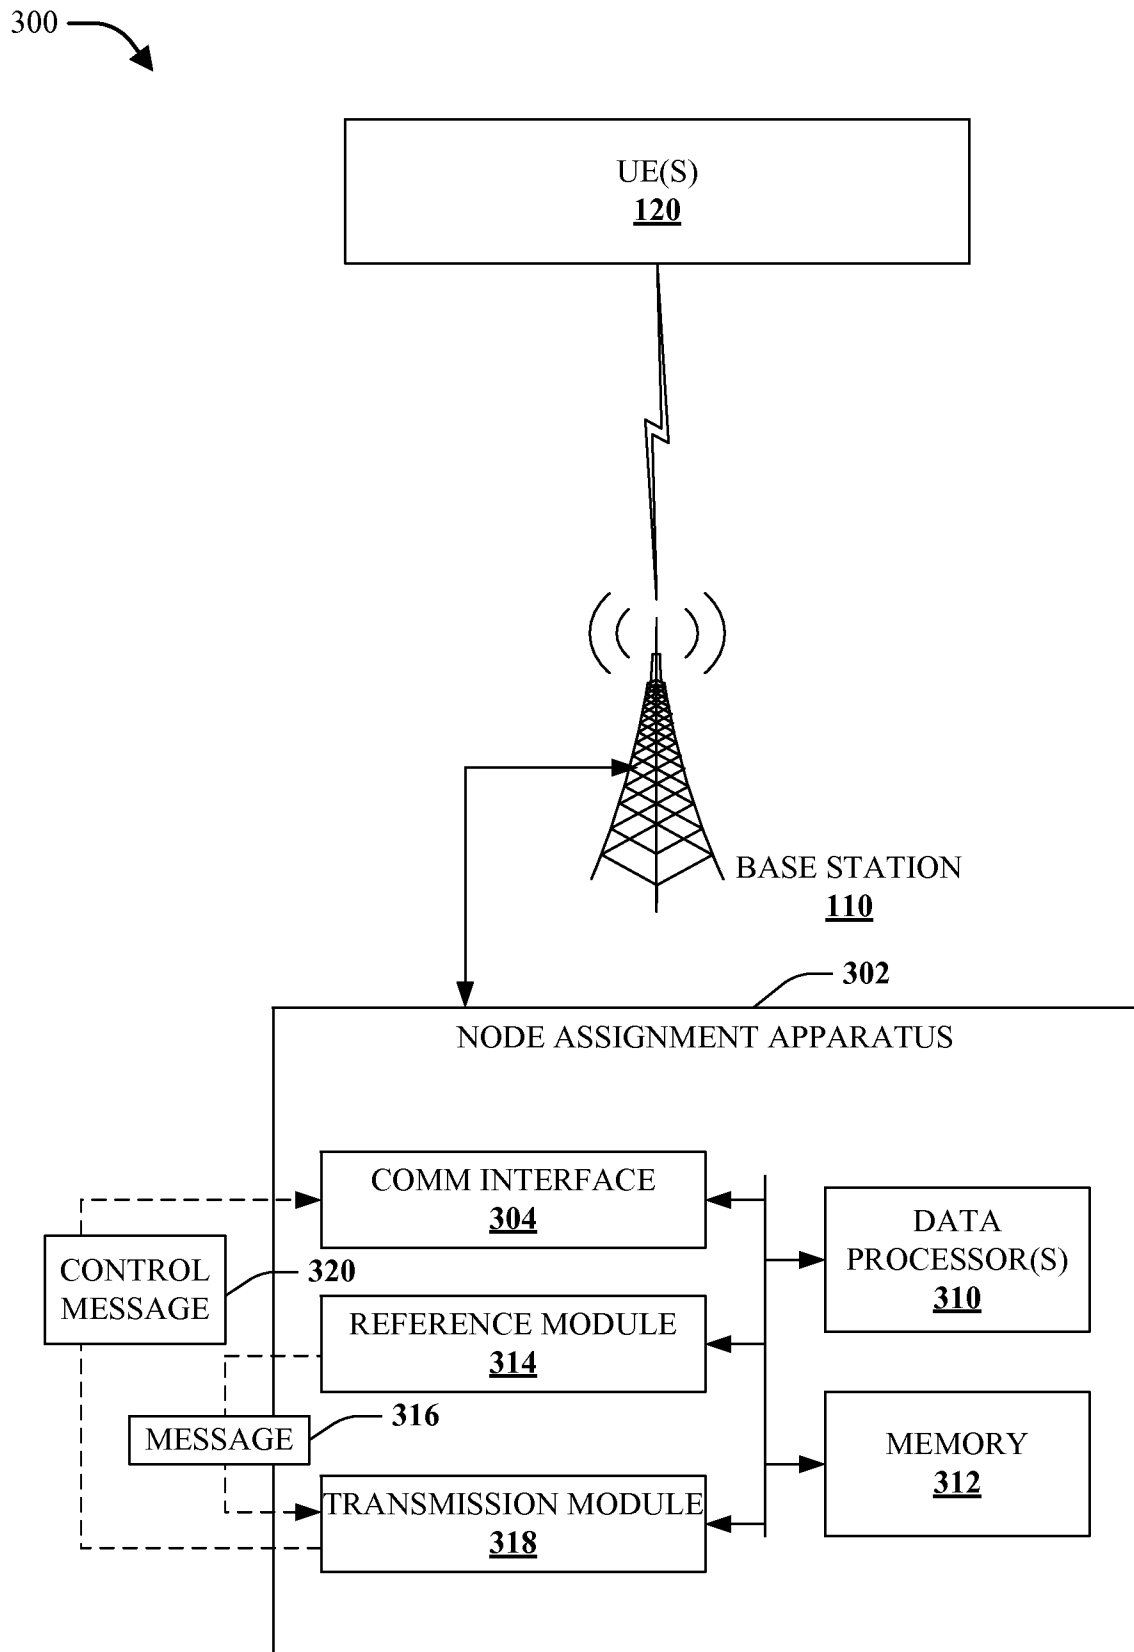 300
UE(S)
120
BASE STATION
110
302
NODE ASSIGNMENT APPARATUS
COMM INTERFACE
304
DATA
PROCESSOR(S)
310
CONTROL
MESSAGE
320
REFERENCE MODULE
314
MESSAGE
316
MEMORY
312
TRANSMISSION MODULE
318